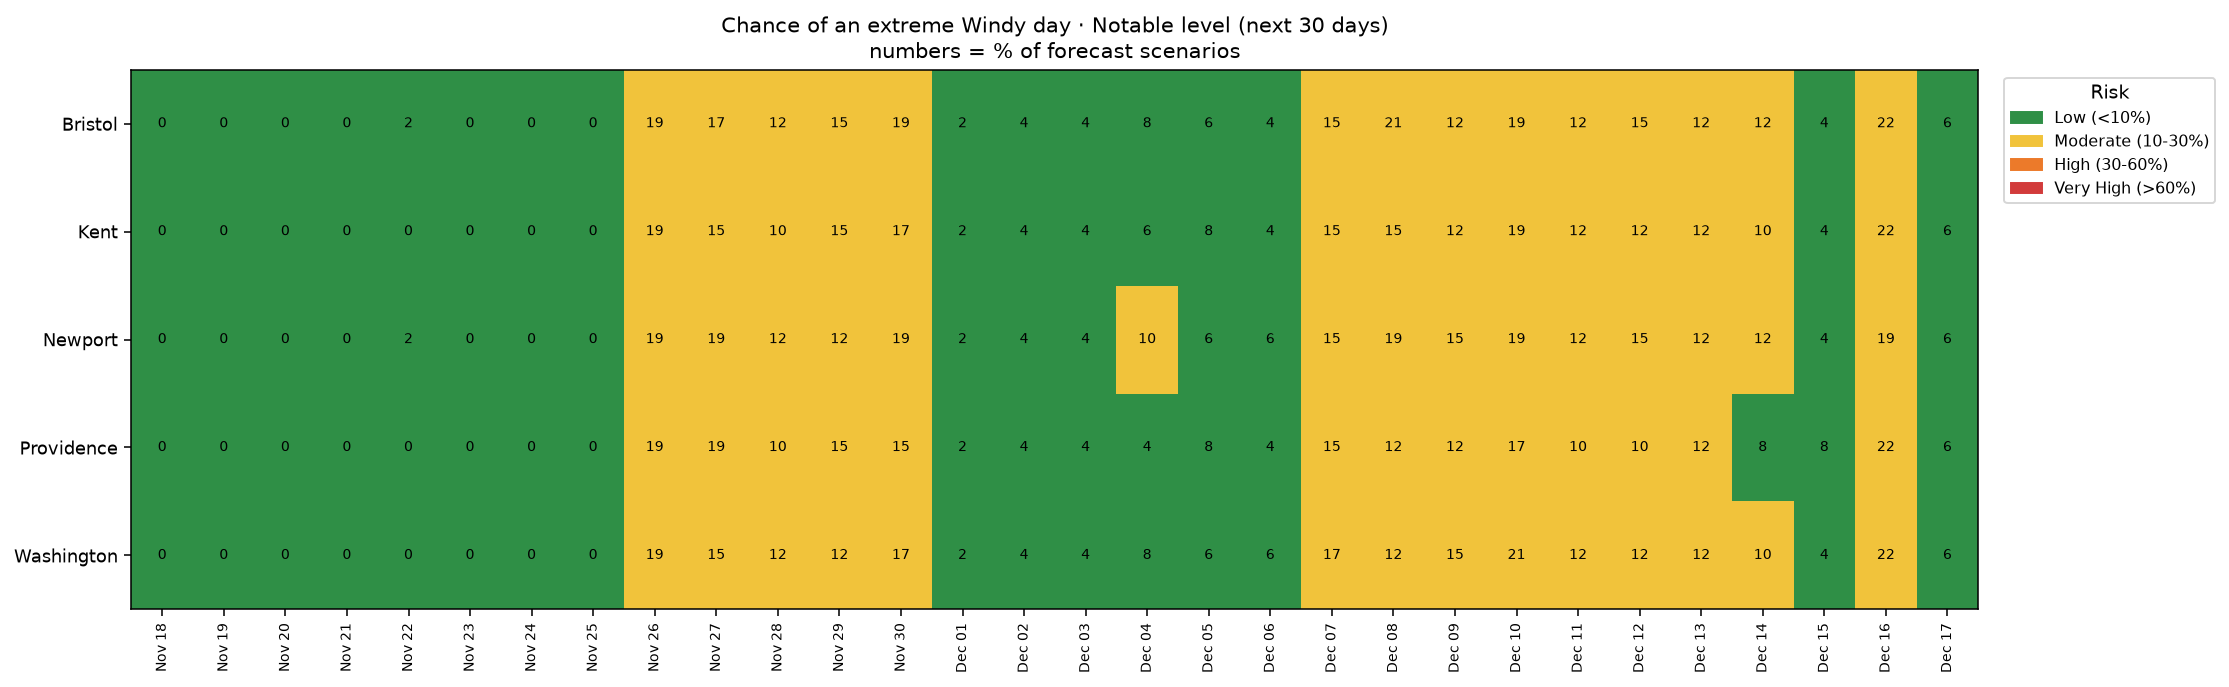 Chance of an extreme Windy day · Notable level (next 30 days)
numbers = % of forecast scenarios
Bristol 0 0 0 0 2 0 0 0 19 17 12 15 19 2 4 4 8 6 4 15 21 12 19 12 15 12 12 4 22 6
Kent 0 0 0 0 0 0 0 0 19 15 10 15 17 2 4 4 6 8 4 15 15 12 19 12 12 12 10 4 22 6
Newport 0 0 0 0 2 0 0 0 19 19 12 12 19 2 4 4 10 6 6 15 19 15 19 12 15 12 12 4 19 6
Providence 0 0 0 0 0 0 0 0 19 19 10 15 15 2 4 4 4 8 4 15 12 12 17 10 10 12 8 8 22 6
Washington 0 0 0 0 0 0 0 0 19 15 12 12 17 2 4 4 8 6 6 17 12 15 21 12 12 12 10 4 22 6
Nov 18 Nov 19 Nov 20 Nov 21 Nov 22 Nov 23 Nov 24 Nov 25 Nov 26 Nov 27 Nov 28 Nov 29 Nov 30 Dec 01 Dec 02 Dec 03 Dec 04 Dec 05 Dec 06 Dec 07 Dec 08 Dec 09 Dec 10 Dec 11 Dec 12 Dec 13 Dec 14 Dec 15 Dec 16 Dec 17
Risk
Low (<10%)
Moderate (10-30%)
High (30-60%)
Very High (>60%)